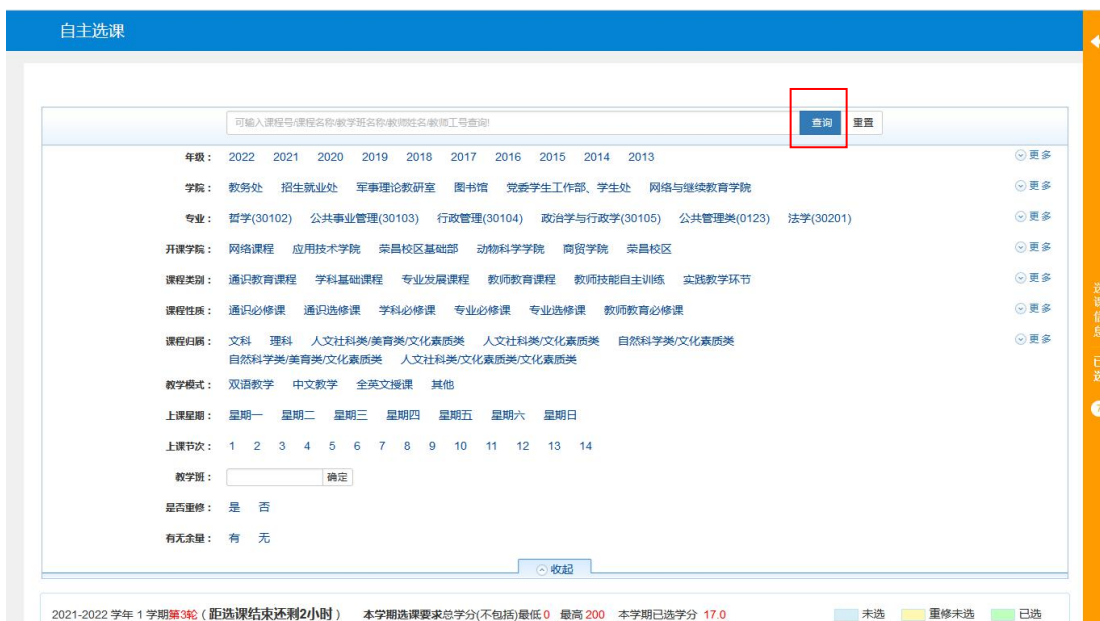 自主选课
可输入课程号/课程名称/教学班名称/教师姓名/教师工号查询! 查询 重置
年级： 2022 2021 2020 2019 2018 2017 2016 2015 2014 2013 更多
学院： 教务处 招生就业处 军事理论教研室 图书馆 党委学生工作部、学生处 网络与继续教育学院 更多
专业： 哲学(30102) 公共事业管理(30103) 行政管理(30104) 政治学与行政学(30105) 公共管理类(0123) 法学(30201) 更多
开课学院： 网络课程 应用技术学院 荣昌校区基础部 动物科学学院 商贸学院 荣昌校区 更多
课程类别： 通识教育课程 学科基础课程 专业发展课程 教师教育课程 教师技能自主训练 实践教学环节 更多
课程性质： 通识必修课 通识选修课 学科必修课 专业必修课 专业选修课 教师教育必修课 更多
课程归属： 文科 理科 人文社科类/美育类/文化素质类 人文社科类/文化素质类 自然科学类/文化素质类 更多
自然科学类/美育类/文化素质类 人文社科类/文化素质类/文化素质类
教学模式： 双语教学 中文教学 全英文授课 其他
上课星期： 星期一 星期二 星期三 星期四 星期五 星期六 星期日
上课节次： 1 2 3 4 5 6 7 8 9 10 11 12 13 14
教学班： 确定
是否重修： 是 否
有无余量： 有 无
收起
2021-2022 学年 1 学期第3轮（距选课结束还剩2小时） 本学期选课要求总学分(不包括)最低 0 最高 200 本学期已选学分 17.0 未选 重修未选 已选
选课信息 已选